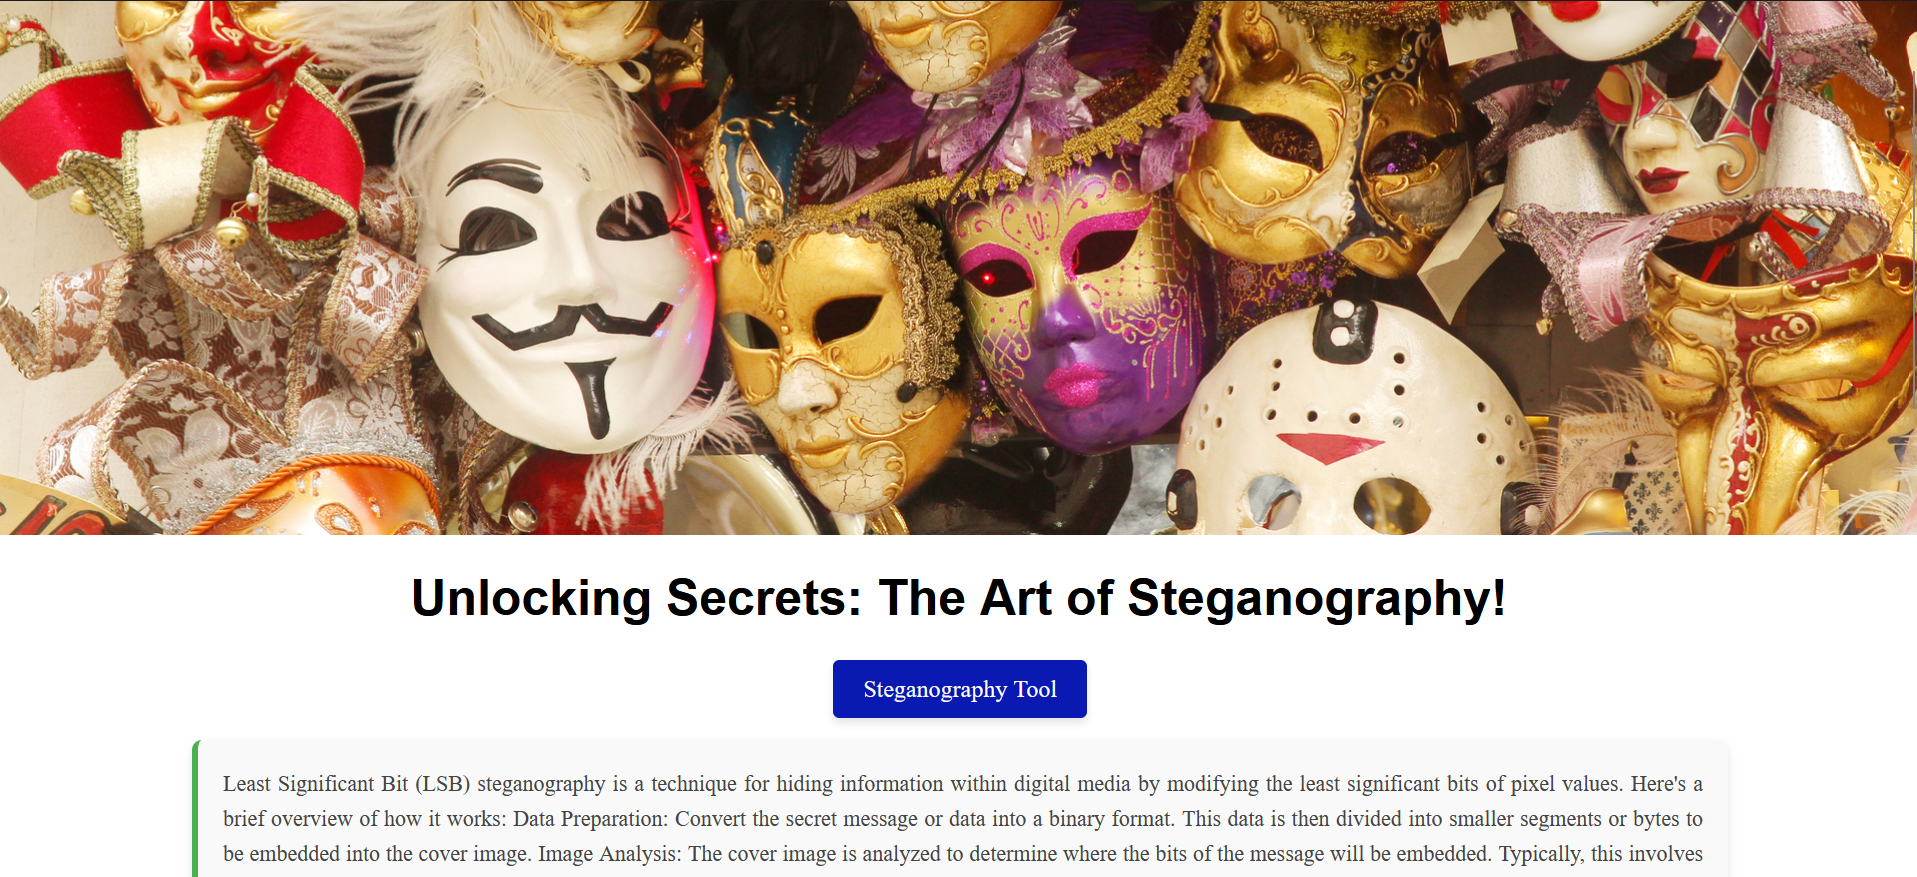 Unlocking Secrets: The Art of Steganography!
Steganography Tool
Least Significant Bit (LSB) steganography is a technique for hiding information within digital media by modifying the least significant bits of pixel values. Here's a
brief overview of how it works: Data Preparation: Convert the secret message or data into a binary format. This data is then divided into smaller segments or bytes to
be embedded into the cover image. Image Analysis: The cover image is analyzed to determine where the bits of the message will be embedded. Typically, this involves